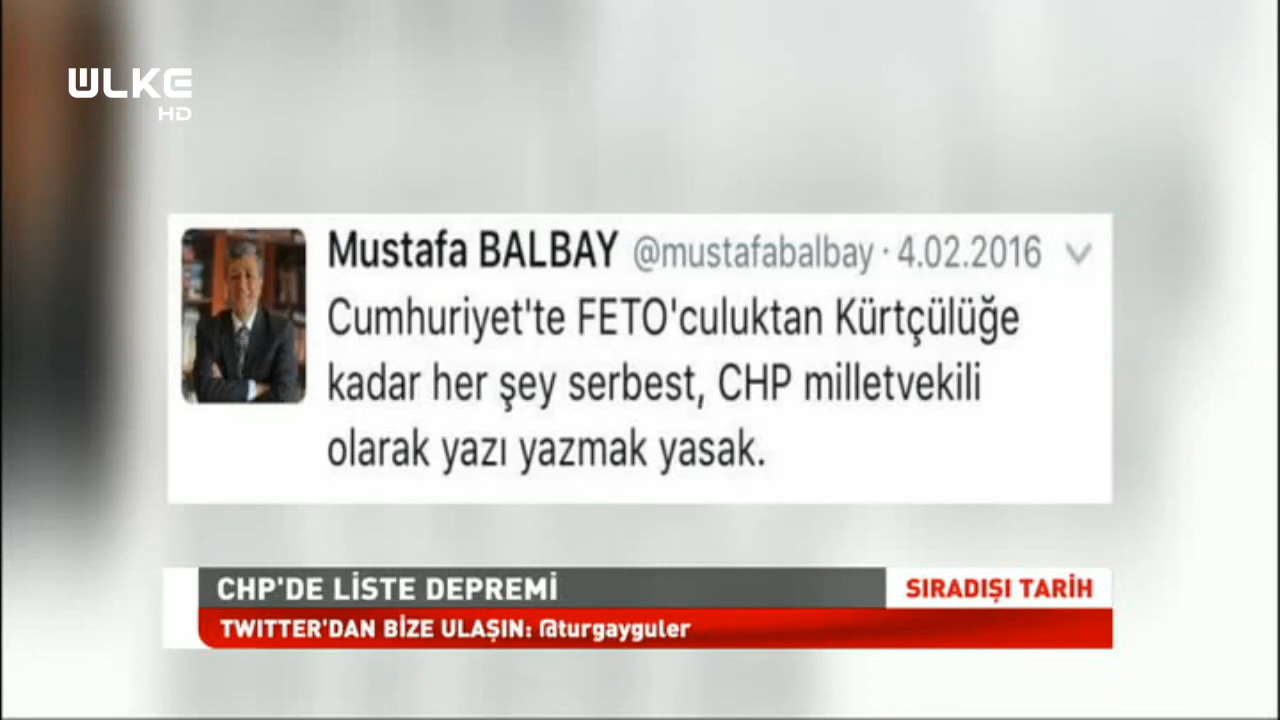 ULKE
HD
Mustafa BALBAY @mustafabalbay · 4.02.2016
Cumhuriyet'te FETO'culuktan Kürtçülüğe
kadar her şey serbest, CHP milletvekili
olarak yazı yazmak yasak.
CHP'DE LİSTE DEPREMİ
SIRADIŞI TARİH
TWITTER'DAN BİZE ULAŞIN: @turgayguler